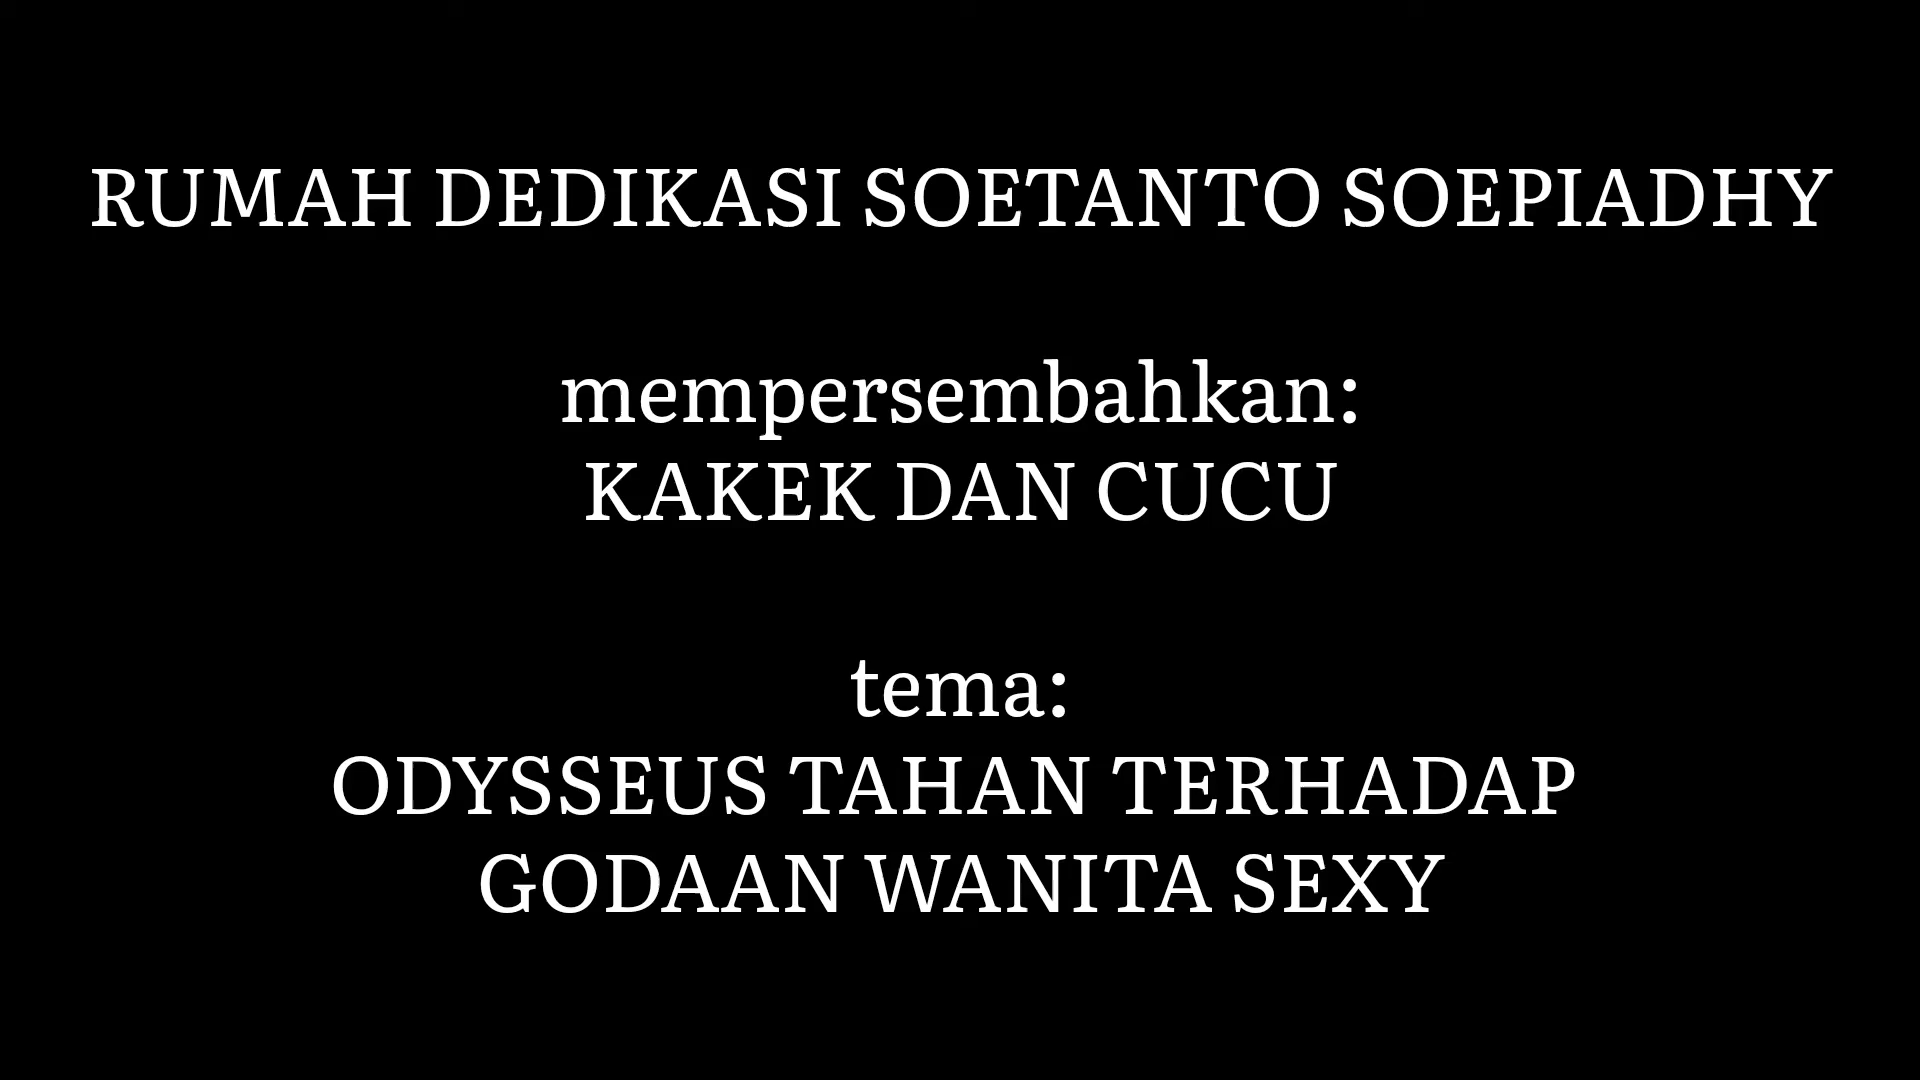 RUMAH DEDIKASI SOETANTO SOEPIADHY
mempersembahkan:
KAKEK DAN CUCU
tema:
ODYSSEUS TAHAN TERHADAP
GODAAN WANITA SEXY